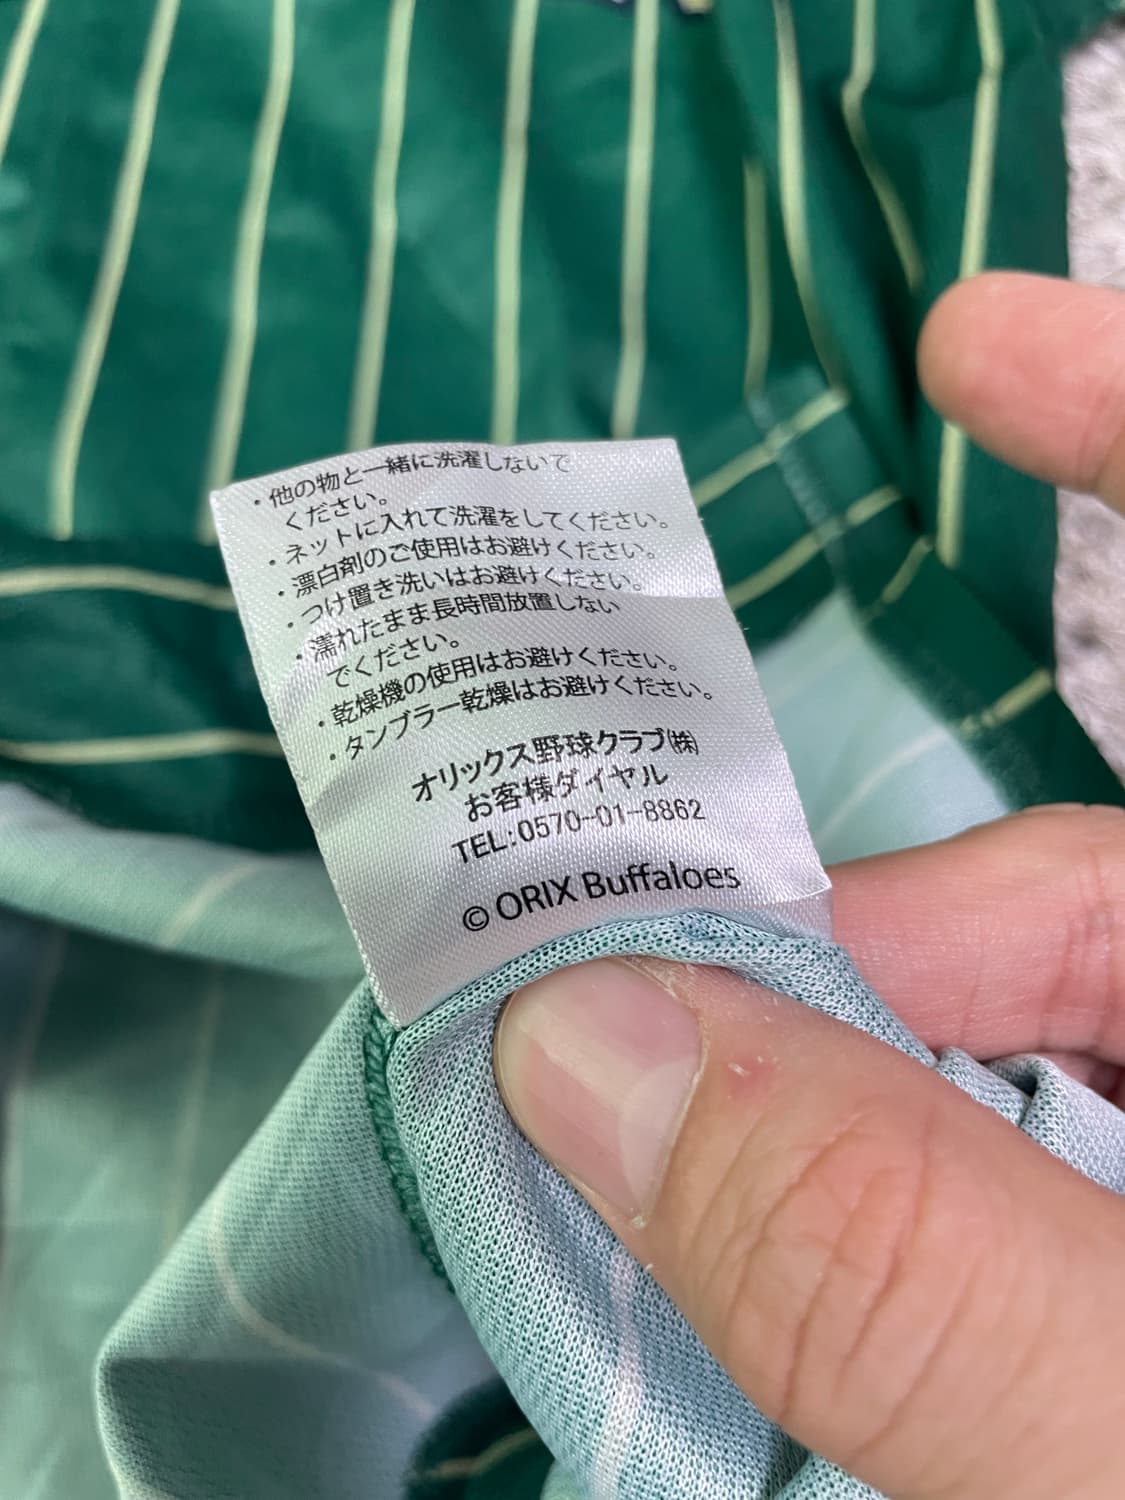 ・他の物と一緒に洗濯しないで
ください。
・ネットに入れて洗濯をしてください。
・漂白剤のご使用はお避けください。
・つけ置き洗いはお避けください。
・濡れたまま長時間放置しない
でください。
・乾燥機の使用はお避けください。
・タンブラー乾燥はお避けください。
オリックス野球クラブ㈱
お客様ダイヤル
TEL:0570-01-8862
© ORIX Buffaloes